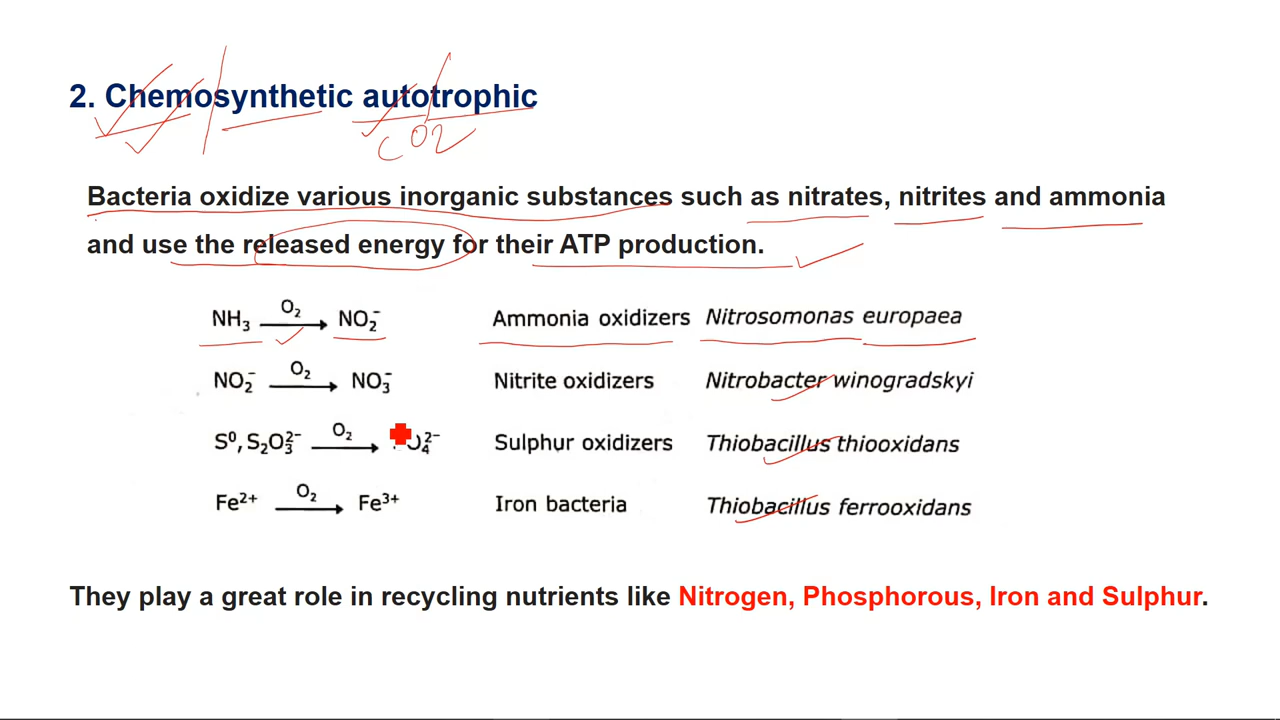 2. Chemosynthetic autotrophic
CO2
Bacteria oxidize various inorganic substances such as nitrates, nitrites and ammonia
and use the released energy for their ATP production.
NH₃ —O₂→ NO₂⁻ Ammonia oxidizers Nitrosomonas europaea
NO₂⁻ —O₂→ NO₃⁻ Nitrite oxidizers Nitrobacter winogradskyi
S⁰, S₂O₃²⁻ —O₂→ O₄²⁻ Sulphur oxidizers Thiobacillus thiooxidans
Fe²⁺ —O₂→ Fe³⁺ Iron bacteria Thiobacillus ferrooxidans
They play a great role in recycling nutrients like Nitrogen, Phosphorous, Iron and Sulphur.